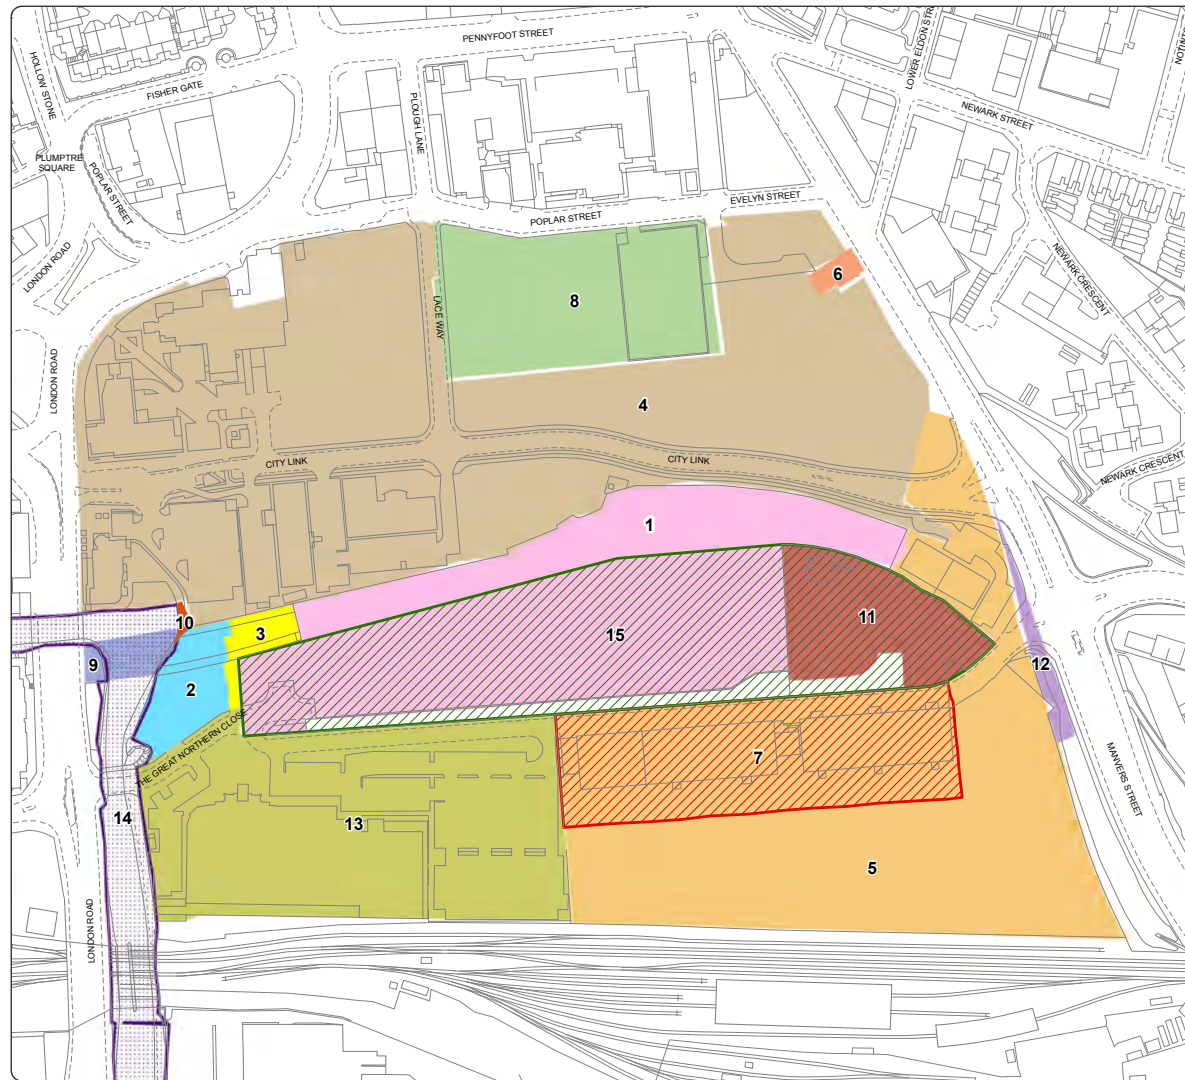 PENNYFOOT STREET
HOLLOW STONE
FISHER GATE
PLOUGH LANE
LOWER ELDON STR
NEWARK STREET
PLUMPTRE
SQUARE
POPLAR STREET
POPLAR STREET
EVELYN STREET
LONDON ROAD
NEWARK CRESCENT
6
8
LACE WAY
LONDON ROAD
4
CITY LINK
CITY LINK
NEWARK CRESCENT
1
10
3
15
11
9
2
12
THE GREAT NORTHERN CLOSE
7
MANVERS STREET
14
13
5
LONDON ROAD